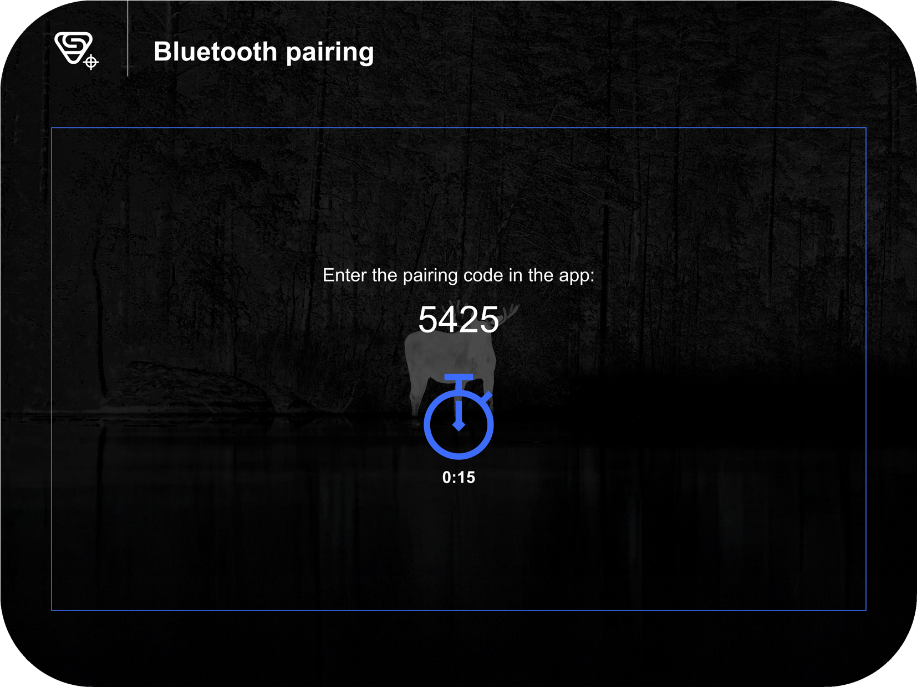 Bluetooth pairing
Enter the pairing code in the app:
5425
0:15